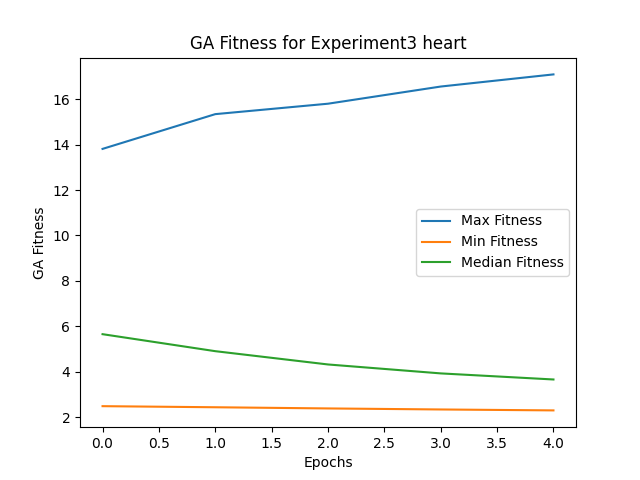 GA Fitness for Experiment3 heart
16
14
12
10
8
6
4
2
GA Fitness
Max Fitness
Min Fitness
Median Fitness
0.0 0.5 1.0 1.5 2.0 2.5 3.0 3.5 4.0
Epochs